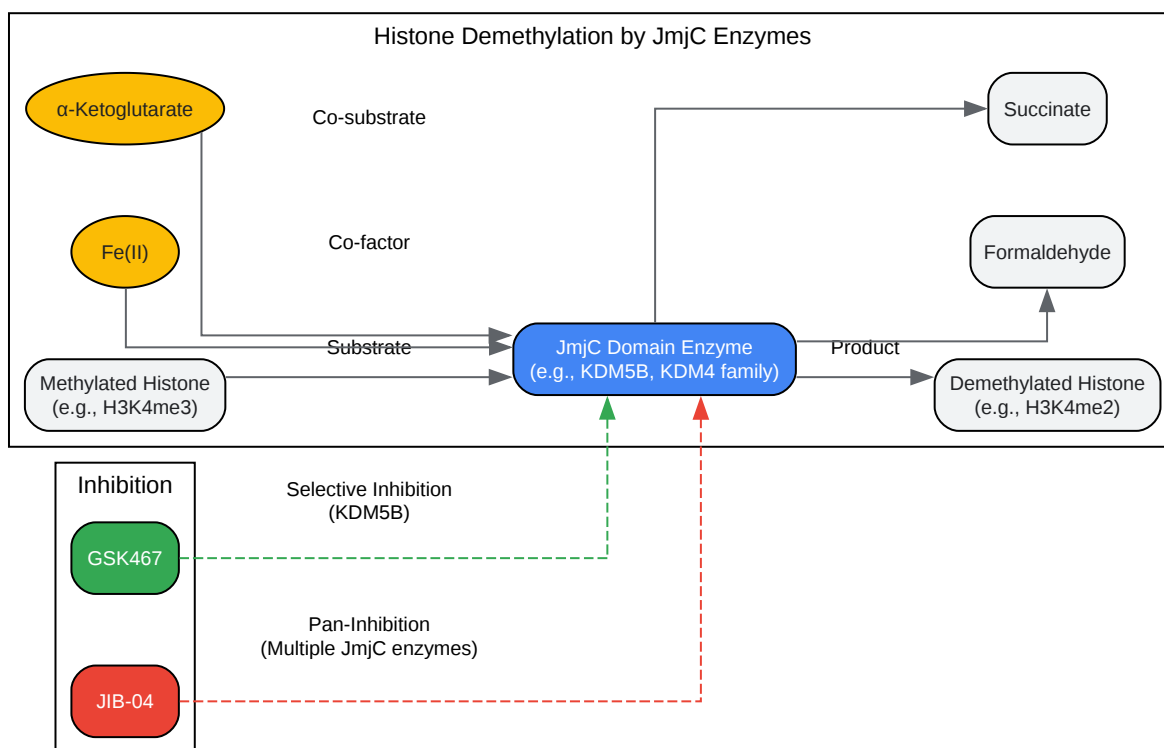 Histone Demethylation by JmjC Enzymes
α-Ketoglutarate
Co-substrate
Succinate
Fe(II)
Co-factor
Formaldehyde
Substrate
JmjC Domain Enzyme
(e.g., KDM5B, KDM4 family)
Product
Methylated Histone
(e.g., H3K4me3)
Demethylated Histone
(e.g., H3K4me2)
Inhibition
Selective Inhibition
(KDM5B)
GSK467
Pan-Inhibition
(Multiple JmjC enzymes)
JIB-04